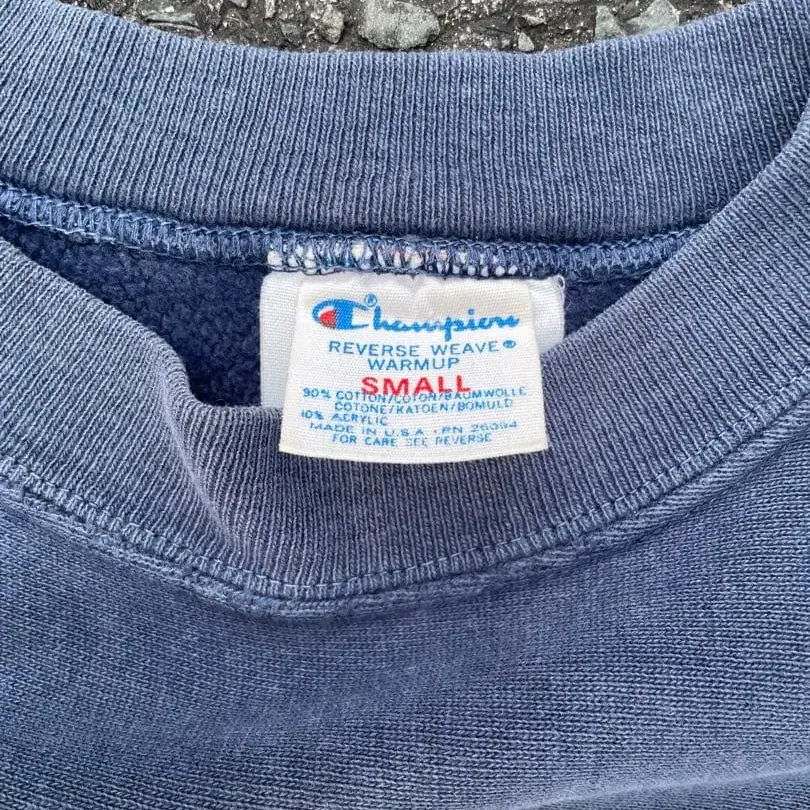 Champion®
REVERSE WEAVE®
WARMUP
SMALL
90% COTTON/COTON/BAUMWOLLE
COTONE/KATOEN/BOMULD
10% ACRYLIC
MADE IN U.S.A. • RN 26094
FOR CARE SEE REVERSE